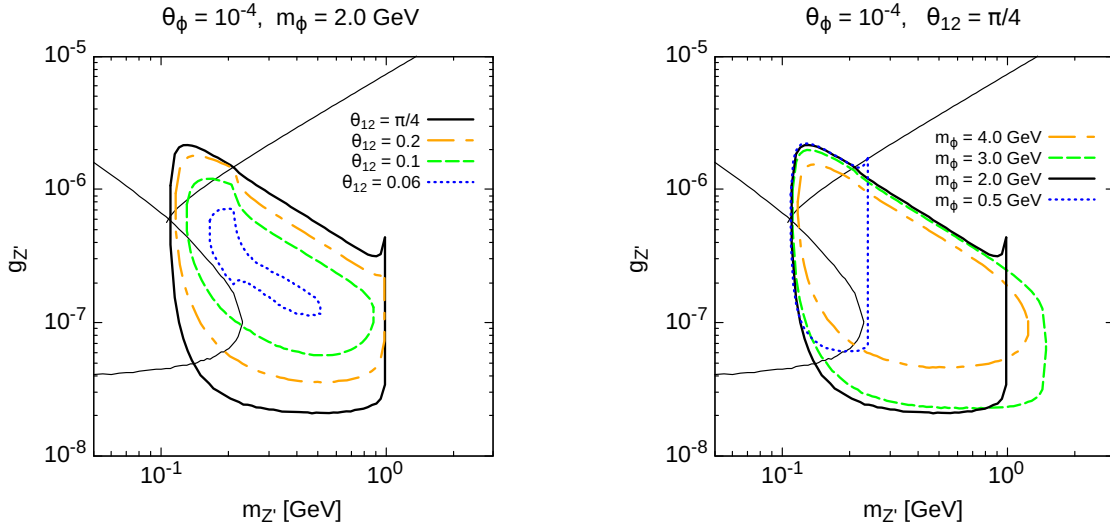 θϕ = 10-4, mϕ = 2.0 GeV
10-5
10-6
10-7
10-8
gZ'
θ12 = π/4
θ12 = 0.2
θ12 = 0.1
θ12 = 0.06
10-1
100
mZ' [GeV]
θϕ = 10-4, θ12 = π/4
10-5
10-6
10-7
10-8
gZ'
mϕ = 4.0 GeV
mϕ = 3.0 GeV
mϕ = 2.0 GeV
mϕ = 0.5 GeV
10-1
100
mZ' [GeV]